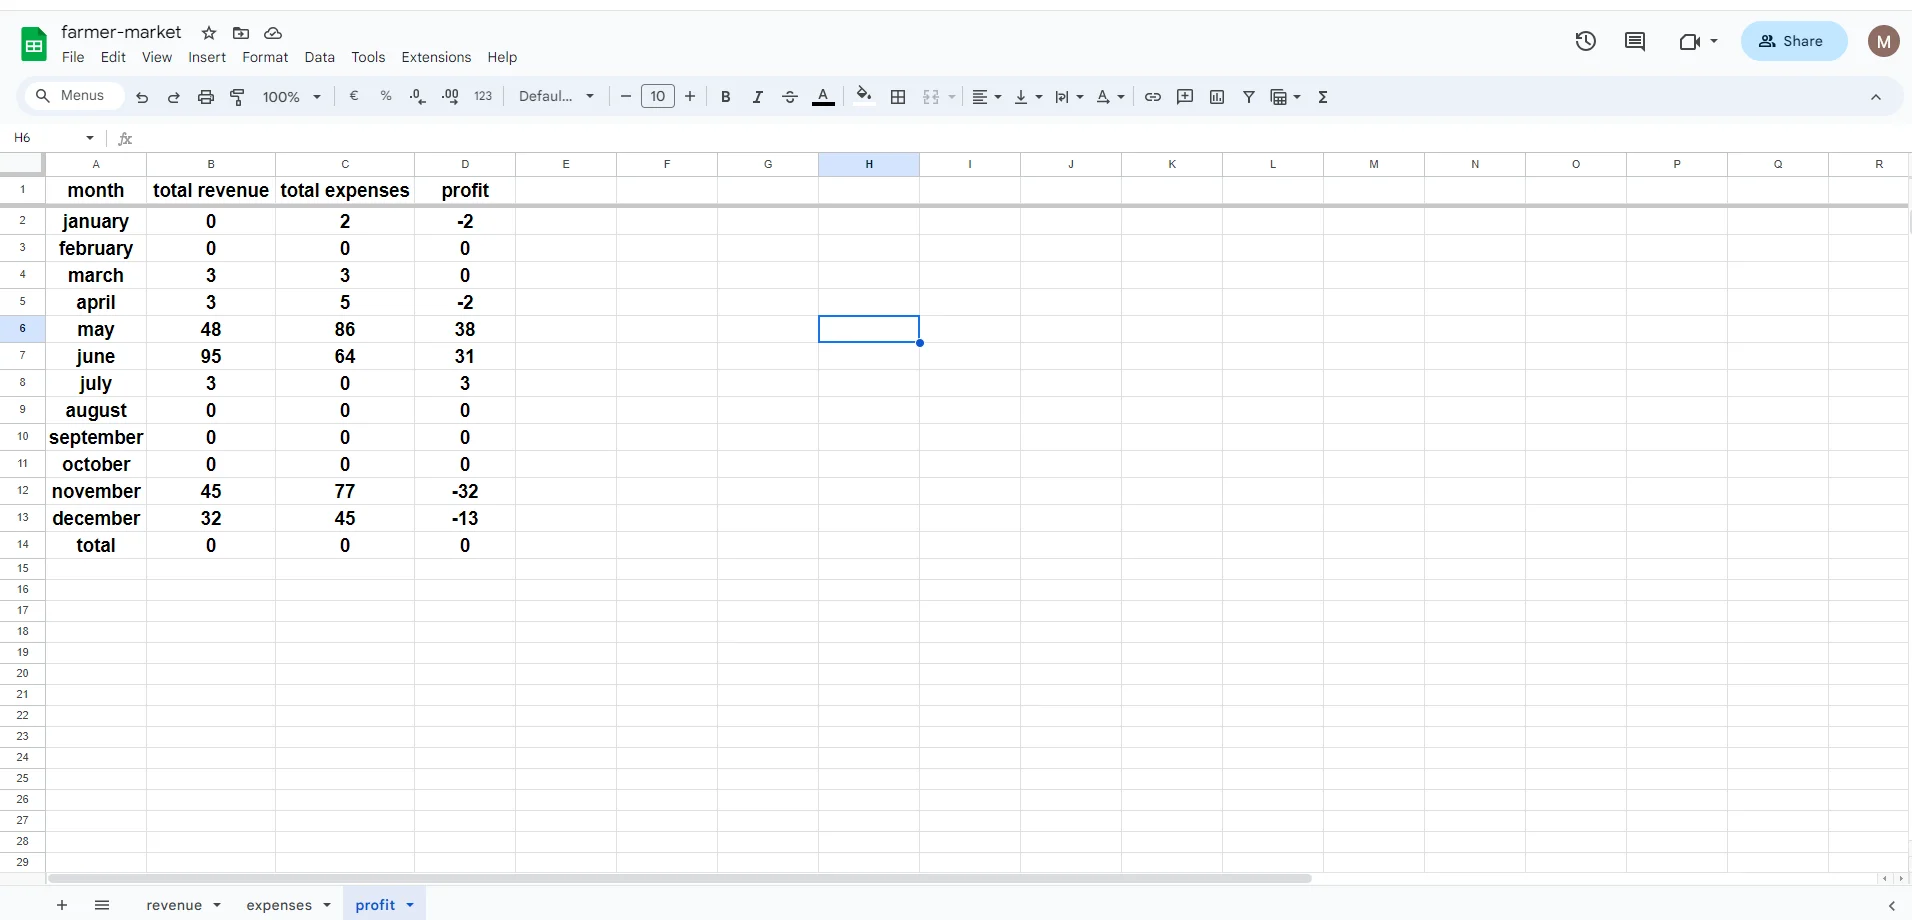 farmer-market
File Edit View Insert Format Data Tools Extensions Help
Share
M
Menus 100% € % .0 .00 123 Defaul... 10 B I S A A Σ
H6 fx
A B C D E F G H I J K L M N O P Q R
1 month total revenue total expenses profit
2 january 0 2 -2
3 february 0 0 0
4 march 3 3 0
5 april 3 5 -2
6 may 48 86 38
7 june 95 64 31
8 july 3 0 3
9 august 0 0 0
10 september 0 0 0
11 october 0 0 0
12 november 45 77 -32
13 december 32 45 -13
14 total 0 0 0
15
16
17
18
19
20
21
22
23
24
25
26
27
28
29
revenue expenses profit